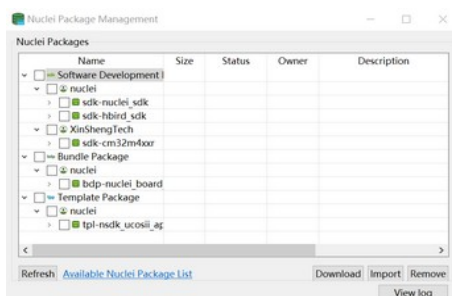 Nuclei Package Management
Nuclei Packages
Name Size Status Owner Description
Software Development
nuclei
sdk-nuclei_sdk
sdk-hbird_sdk
XinShengTech
sdk-cm32m4xxr
Bundle Package
nuclei
bdp-nuclei_board
Template Package
nuclei
tpl-nsdk_ucosii_ap
Refresh Available Nuclei Package List Download Import Remove
View log